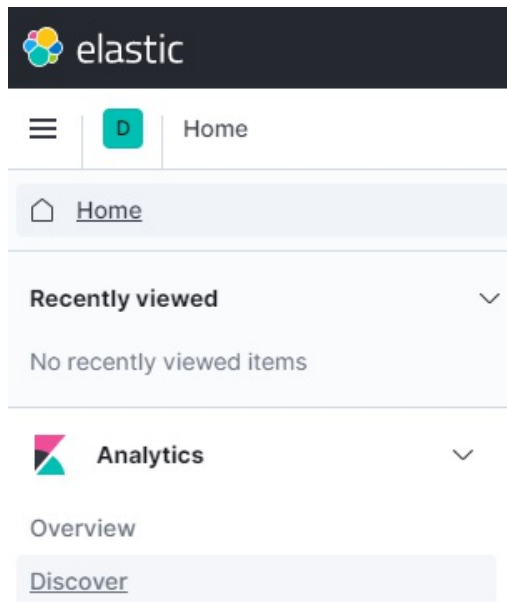 elastic
D Home
Home
Recently viewed
No recently viewed items
Analytics
Overview
Discover